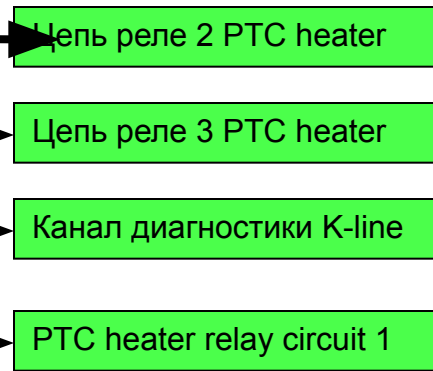 Цепь реле 2 PTC heater
Цепь реле 3 PTC heater
Канал диагностики K-line
PTC heater relay circuit 1